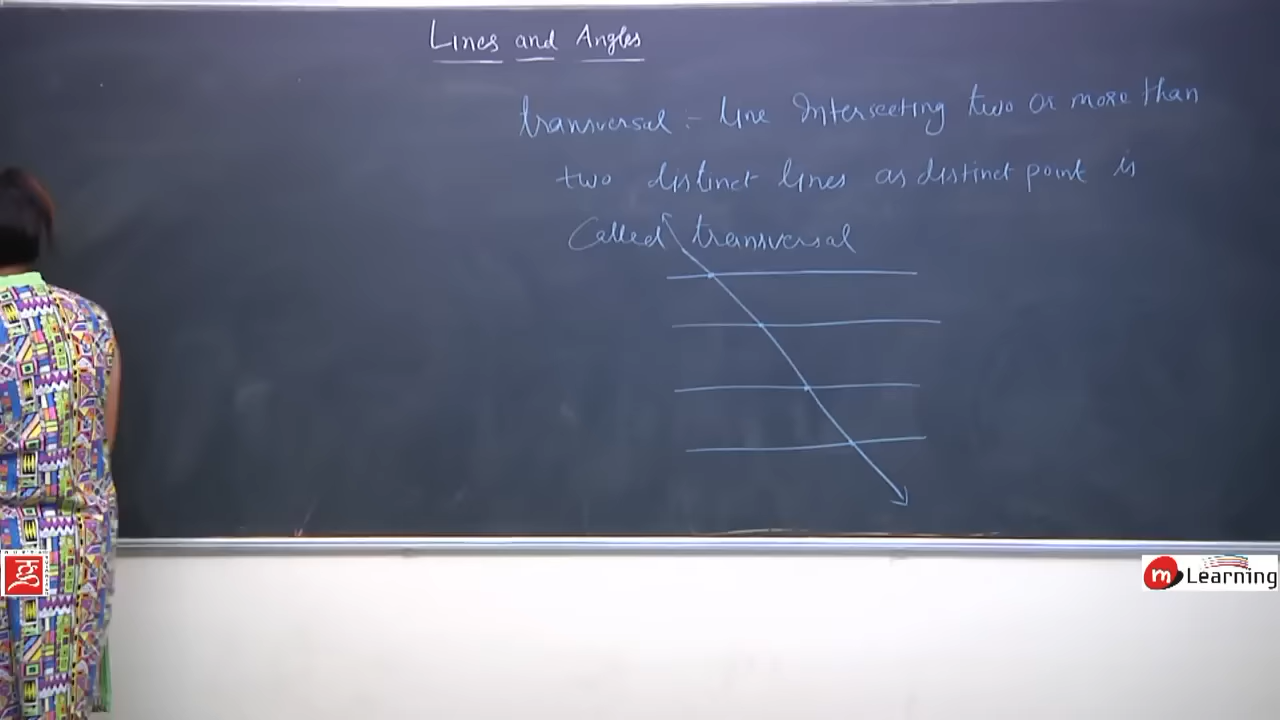 Lines and Angles
transversal :- line Intersecting two or more than
two distinct lines as distinct point is
Called transversal
m Learning